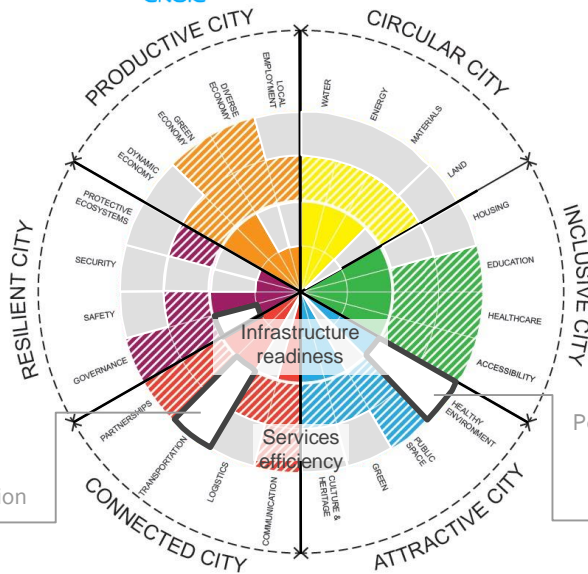 PRODUCTIVE CITY
CIRCULAR CITY
LOCAL
EMPLOYMENT
DIVERSE
ECONOMY
GREEN
ECONOMY
DYNAMIC
ECONOMY
WATER
ENERGY
MATERIALS
LAND
PROTECTIVE
ECOSYSTEMS
SECURITY
SAFETY
GOVERNANCE
RESILIENT CITY
HOUSING
EDUCATION
HEALTHCARE
ACCESSIBILITY
INCLUSIVE CITY
Infrastructure
readiness
Services
efficiency
PARTNERSHIPS
TRANSPORTATION
LOGISTICS
COMMUNICATION
CULTURE &
HERITAGE
GREEN
PUBLIC
SPACE
HEALTHY
ENVIRONMENT
CONNECTED CITY
ATTRACTIVE CITY